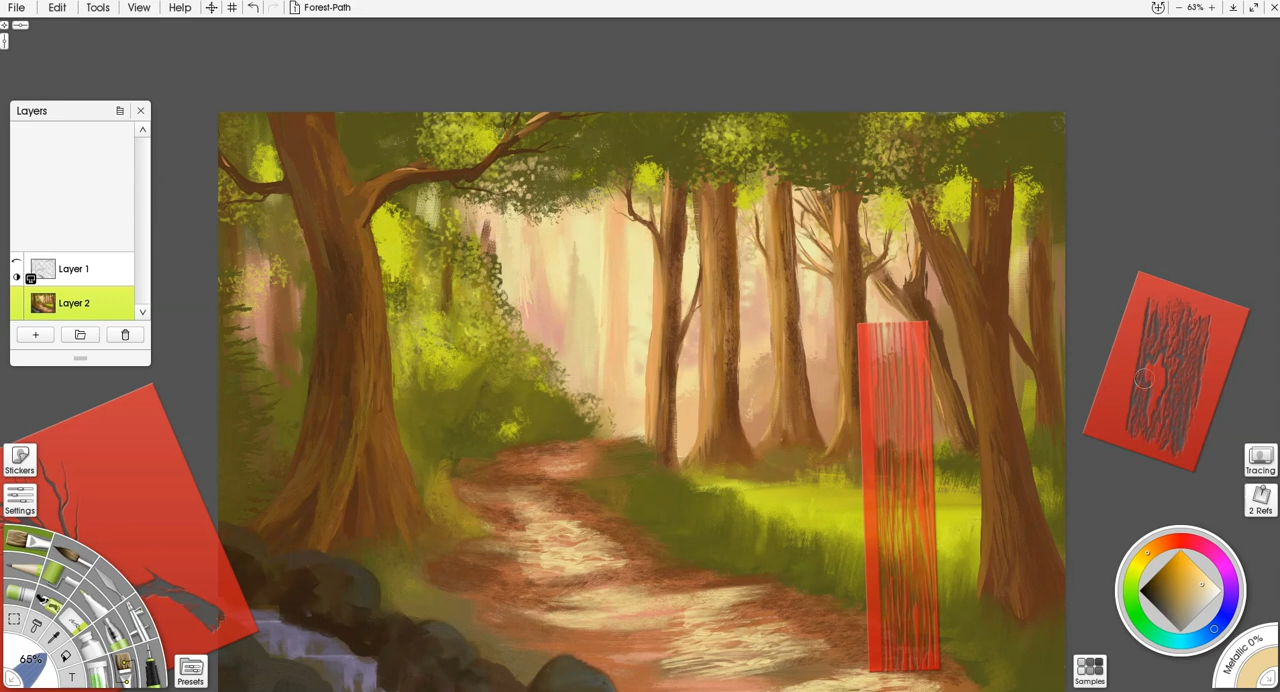 File Edit Tools View Help Forest-Path 63%
Layers
Layer 1
Layer 2
Stickers
Settings
Tracing
2 Refs
65%
T
Presets
Samples
Metallic 0%